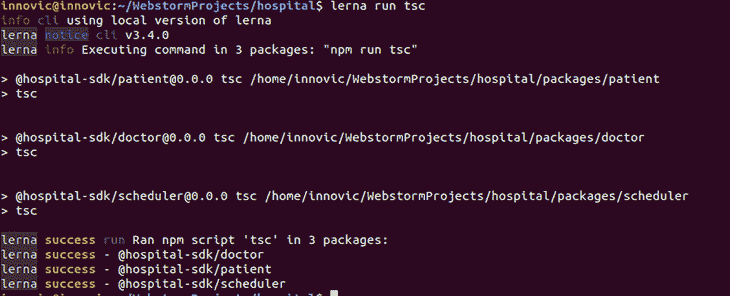 innovic@innovic:~/WebstormProjects/hospital$ lerna run tsc
info cli using local version of lerna
lerna notice cli v3.4.0
lerna info Executing command in 3 packages: "npm run tsc"
> @hospital-sdk/patient@0.0.0 tsc /home/innovic/WebstormProjects/hospital/packages/patient
> tsc
> @hospital-sdk/doctor@0.0.0 tsc /home/innovic/WebstormProjects/hospital/packages/doctor
> tsc
> @hospital-sdk/scheduler@0.0.0 tsc /home/innovic/WebstormProjects/hospital/packages/scheduler
> tsc
lerna success run Ran npm script 'tsc' in 3 packages:
lerna success - @hospital-sdk/doctor
lerna success - @hospital-sdk/patient
lerna success - @hospital-sdk/scheduler
innovic@innovic:~/WebstormProjects/hospital$